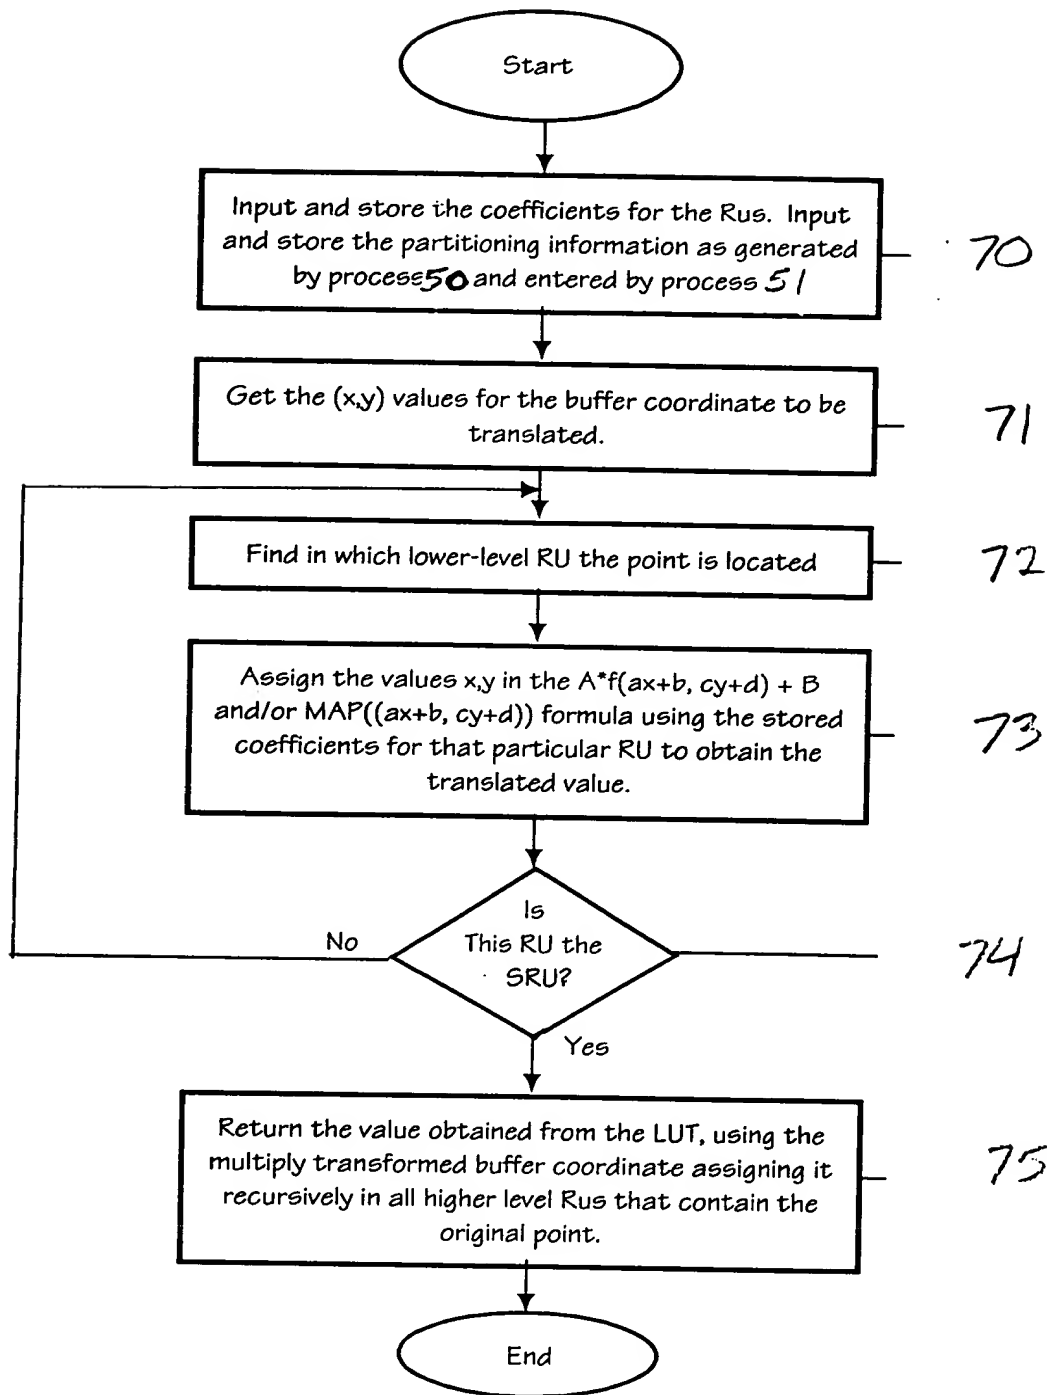 Start
Input and store the coefficients for the Rus. Input
and store the partitioning information as generated
by process 50 and entered by process 51
70
Get the (x,y) values for the buffer coordinate to be
translated.
71
Find in which lower-level RU the point is located
72
Assign the values x,y in the A*f(ax+b, cy+d) + B
and/or MAP((ax+b, cy+d)) formula using the stored
coefficients for that particular RU to obtain the
translated value.
73
Is
This RU the
SRU?
No
74
Yes
Return the value obtained from the LUT, using the
multiply transformed buffer coordinate assigning it
recursively in all higher level Rus that contain the
original point.
75
End